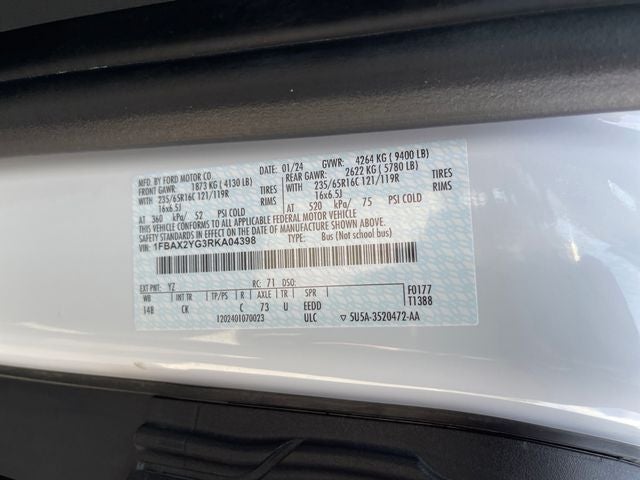 MFD. BY FORD MOTOR CO
DATE: 01/24 GVWR: 4264 KG ( 9400 LB)
FRONT GAWR: 1873 KG ( 4130 LB) REAR GAWR: 2622 KG ( 5780 LB)
235/65R16C 121/119R TIRES 235/65R16C 121/119R TIRES
16x6.5J RIMS 16x6.5J RIMS
AT 360 kPa/ 52 PSI COLD AT 520 kPa/ 75 PSI COLD
THIS VEHICLE CONFORMS TO ALL APPLICABLE FEDERAL MOTOR VEHICLE
SAFETY STANDARDS IN EFFECT ON THE DATE OF MANUFACTURE SHOWN ABOVE.
VIN: 1FBAX2YG3RKA04398 TYPE: Bus (Not school bus)
EXT PNT: YZ RC: 71 DSO: F0177
WB INT TR TP/PS R AXLE TR SPR T1388
148 CK C 73 U EEDD
1202401070023 ULC ▽ 5U5A-3520472-AA